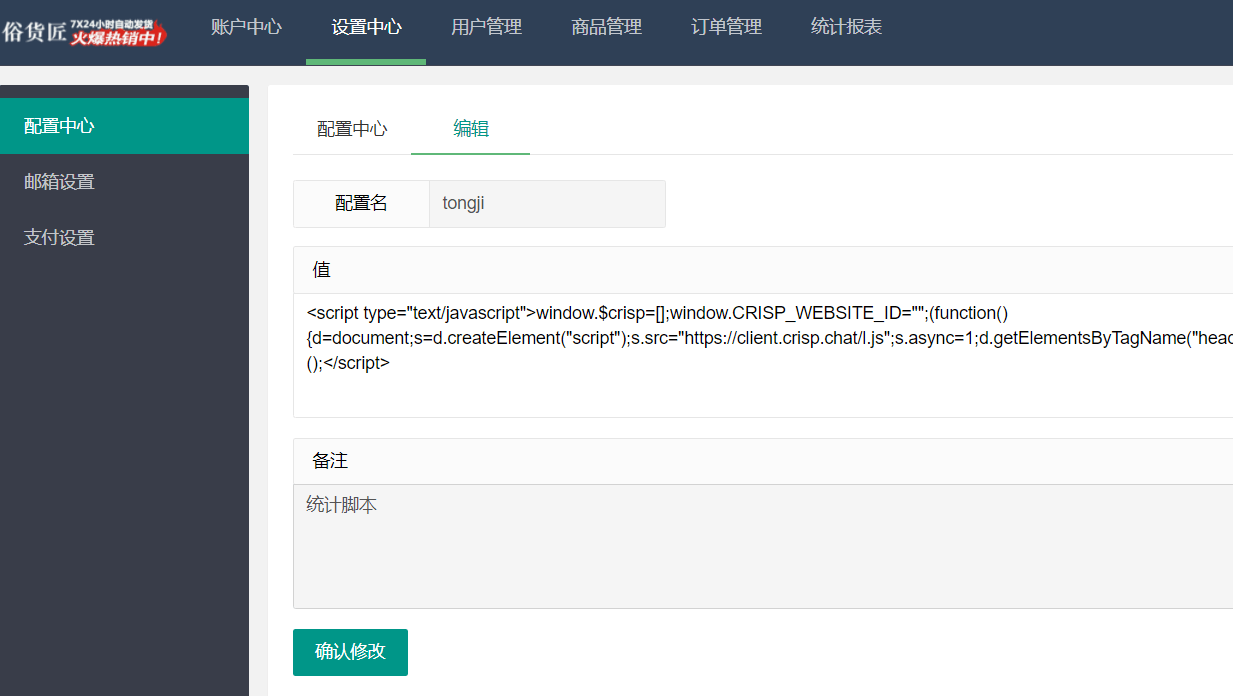 俗货匠 7X24小时自动发货
火爆热销中!
账户中心 设置中心 用户管理 商品管理 订单管理 统计报表
配置中心
邮箱设置
支付设置
配置中心 编辑
配置名 tongji
值
<script type="text/javascript">window.$crisp=[];window.CRISP_WEBSITE_ID="";(function()
{d=document;s=d.createElement("script");s.src="https://client.crisp.chat/l.js";s.async=1;d.getElementsByTagName("head
();</script>
备注
统计脚本
确认修改